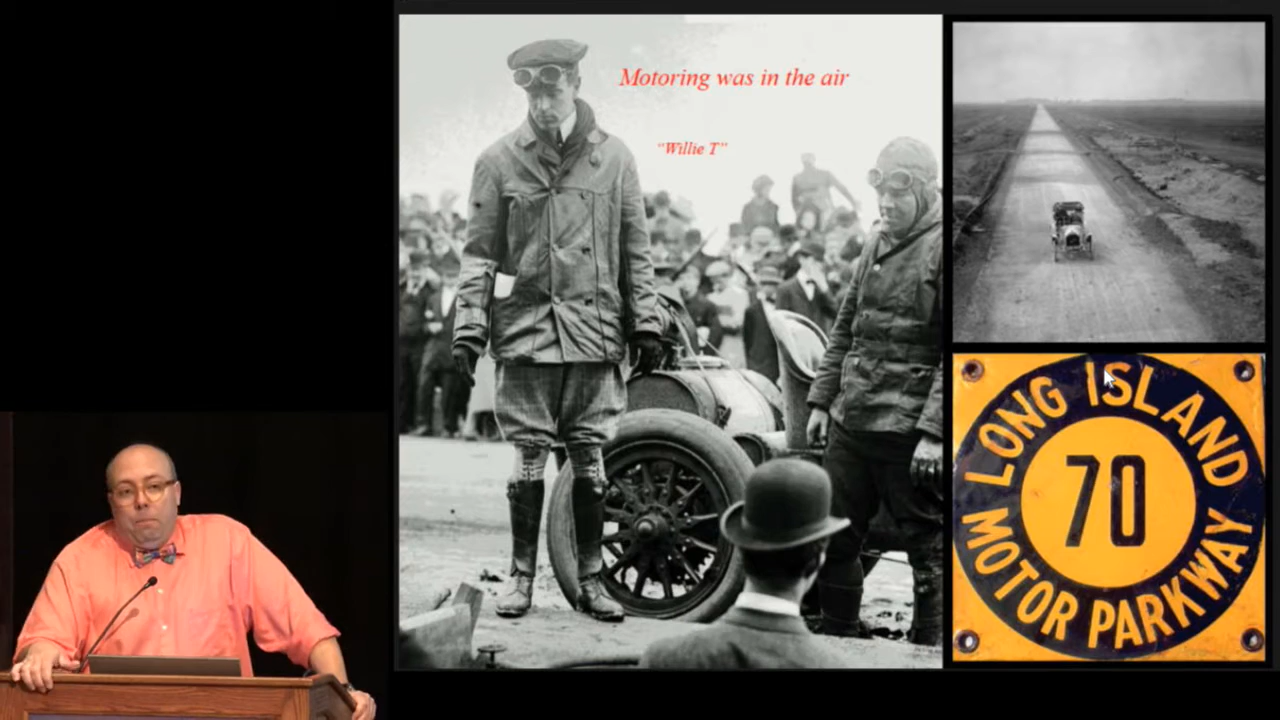 Motoring was in the air
"Willie T"
LONG ISLAND
70
MOTOR PARKWAY